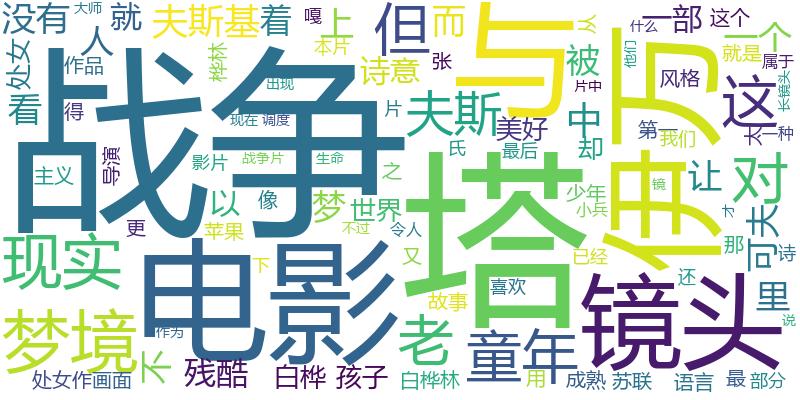 没有
大师
就
夫斯基
着
嘎
上
但
而
与
从
一部
这个
什么
一个
人
处女
作品
桦林
本片
张
诗意
被
他们
就是
属于
看
得
出现
片
夫斯
片中
风格
这
长镜头
战争
万
导演
现在
调度
美好
中
第一
我们
太
一种
主义
影片
战争片
生命
氏
最后
却
之
塔
伊
让
镜
对
以
像
梦
世界
少年
小兵
更
苹果
不过
令人
才
那
可夫
诗
现实
电影
下
又
已经
还
里
故事
喜欢
镜头
说
梦境
作为
不
老
童年
处女作
画面
残酷
白桦
孩子
白桦林
用
成熟
苏联
语言
最
部分